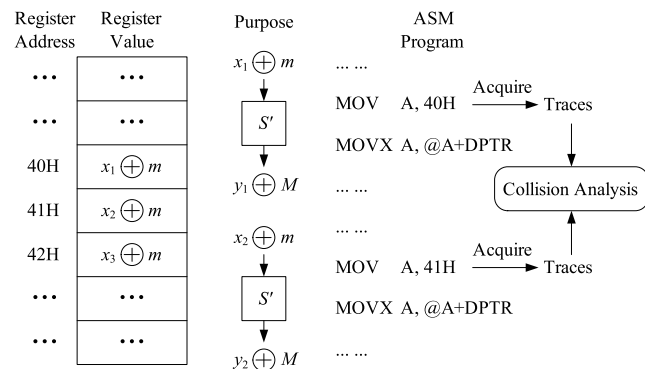 Register Address
Register Value
Purpose
ASM Program
••• •••
••• •••
40H x₁ ⊕ m
41H x₂ ⊕ m
42H x₃ ⊕ m
••• •••
••• •••
x₁ ⊕ m
S′
y₁ ⊕ M
x₂ ⊕ m
S′
y₂ ⊕ M
... ...
MOV A, 40H
MOVX A, @A+DPTR
... ...
... ...
MOV A, 41H
MOVX A, @A+DPTR
... ...
Acquire
Traces
Collision Analysis
Acquire
Traces